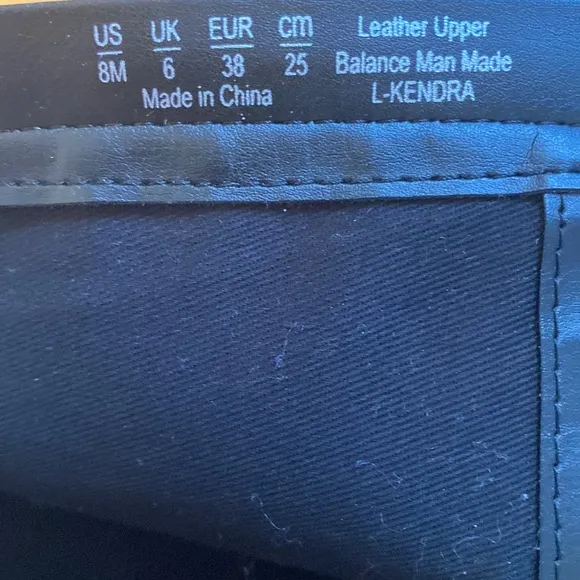 US UK EUR cm
8M 6 38 25
Made in China
Leather Upper
Balance Man Made
L-KENDRA